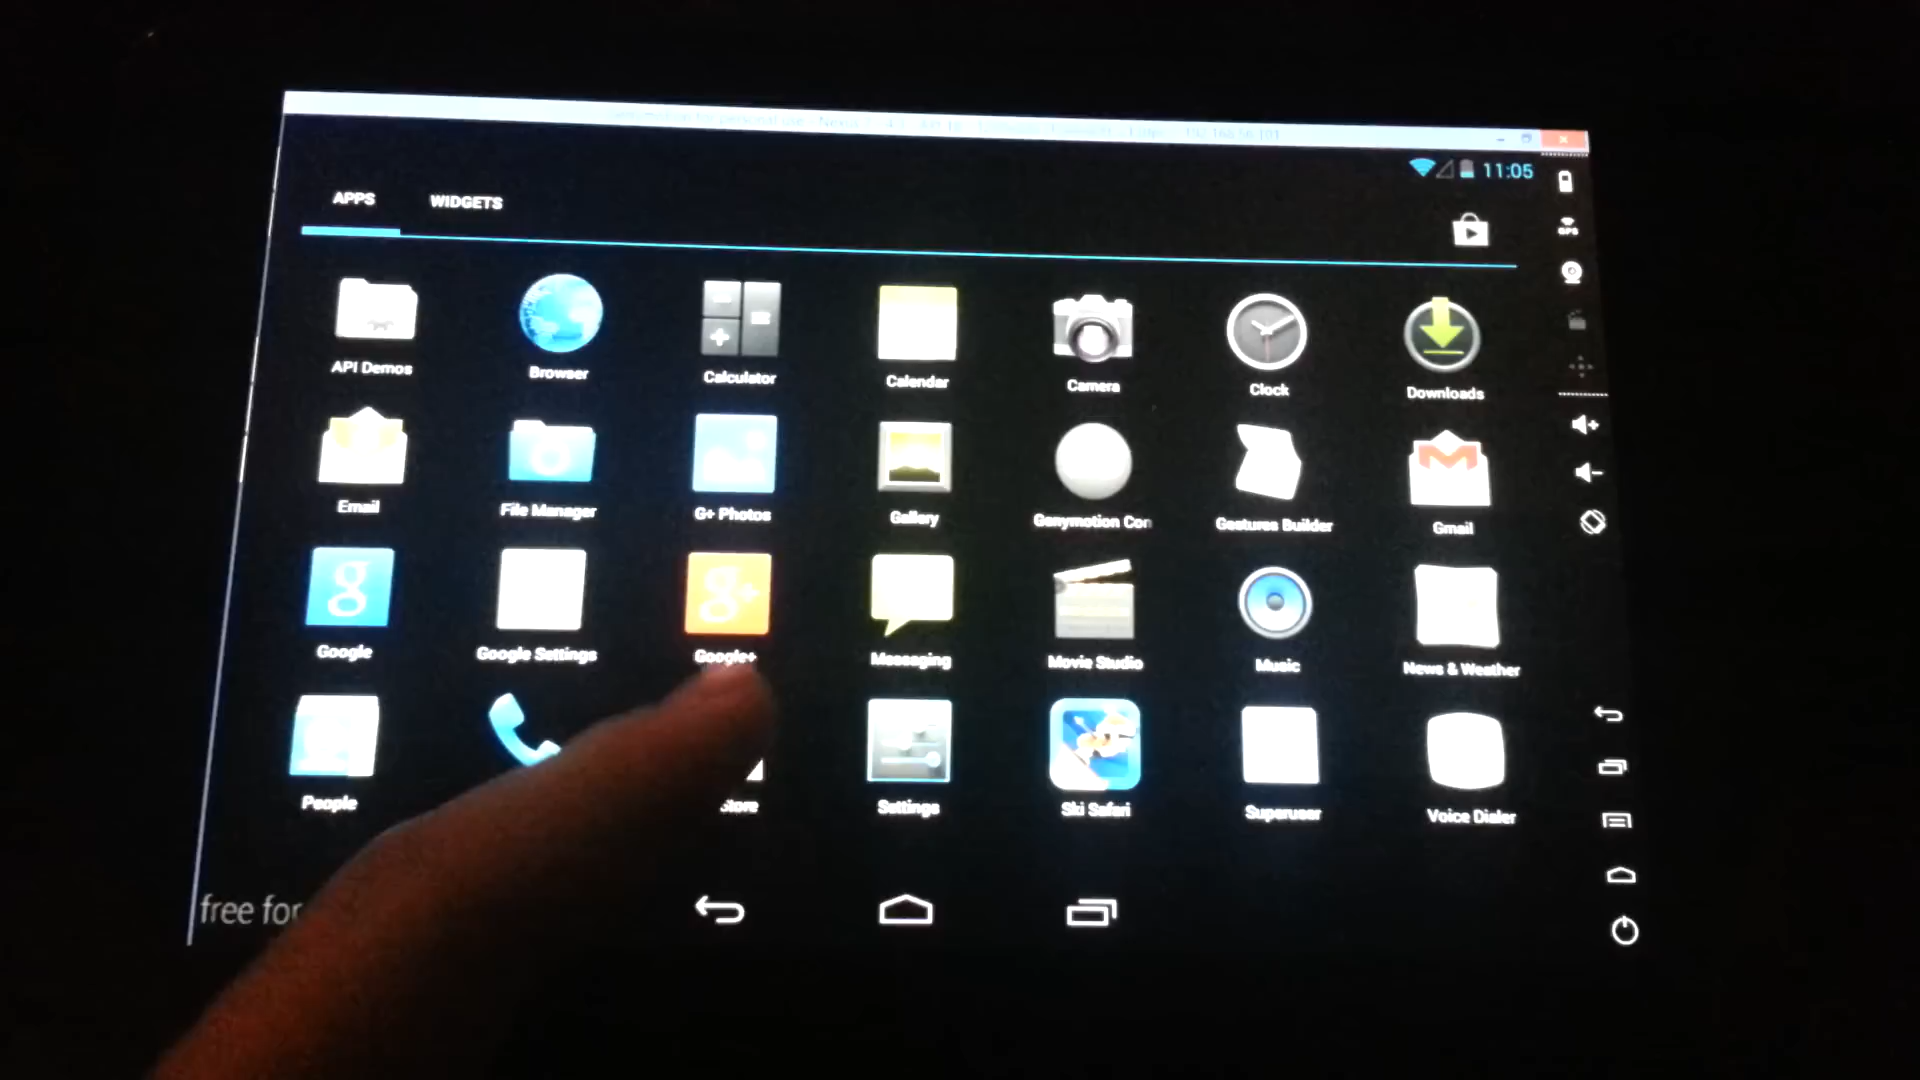 11:05
APPS WIDGETS
GPS
API Demos Browser Calculator Calendar Camera Clock Downloads
Email File Manager G+ Photos Gallery Genymotion Con Gestures Builder Gmail
Google Google Settings Google+ Messaging Movie Studio Music News & Weather
People Store Settings Ski Safari Superuser Voice Dialer
free for